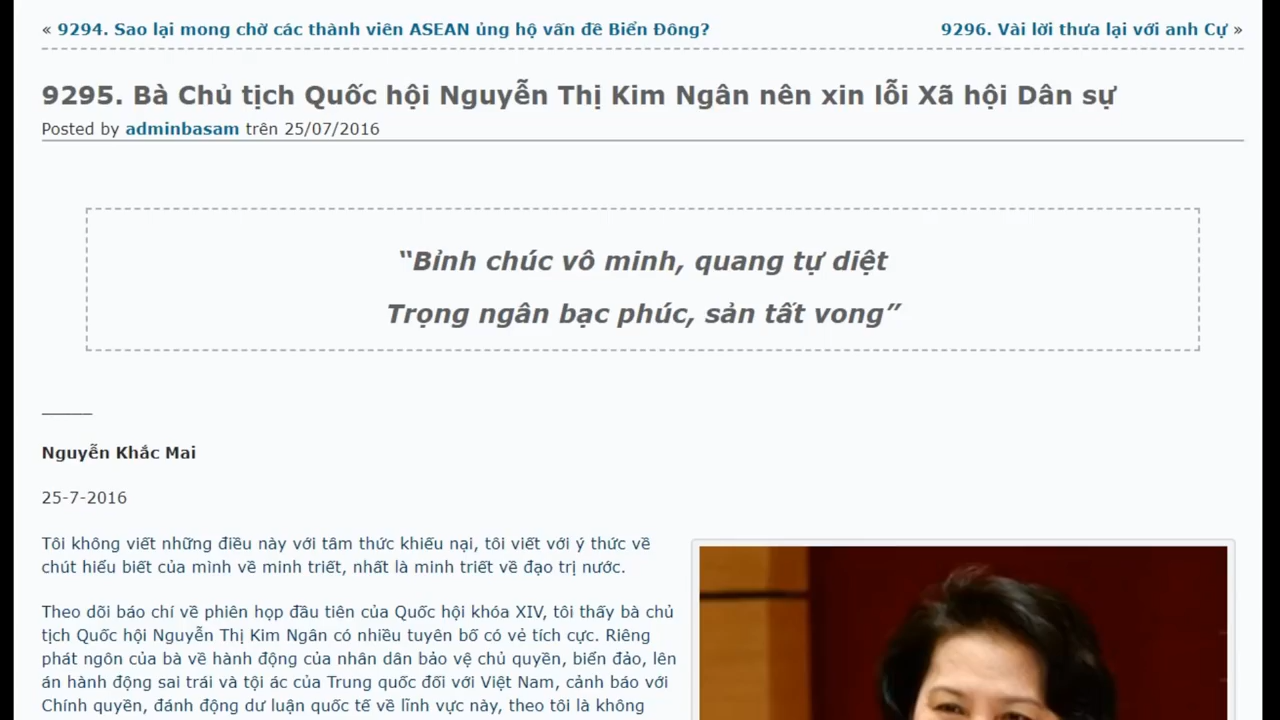 « 9294. Sao lại mong chờ các thành viên ASEAN ủng hộ vấn đề Biển Đông?
9296. Vài lời thưa lại với anh Cự »
9295. Bà Chủ tịch Quốc hội Nguyễn Thị Kim Ngân nên xin lỗi Xã hội Dân sự
Posted by adminbasam trên 25/07/2016
“Bỉnh chúc vô minh, quang tự diệt
Trọng ngân bạc phúc, sản tất vong”
Nguyễn Khắc Mai
25-7-2016
Tôi không viết những điều này với tâm thức khiếu nại, tôi viết với ý thức về
chút hiểu biết của mình về minh triết, nhất là minh triết về đạo trị nước.
Theo dõi báo chí về phiên họp đầu tiên của Quốc hội khóa XIV, tôi thấy bà chủ
tịch Quốc hội Nguyễn Thị Kim Ngân có nhiều tuyên bố có vẻ tích cực. Riêng
phát ngôn của bà về hành động của nhân dân bảo vệ chủ quyền, biển đảo, lên
án hành động sai trái và tội ác của Trung quốc đối với Việt Nam, cảnh báo với
Chính quyền, đánh động dư luận quốc tế về lĩnh vực này, theo tôi là không